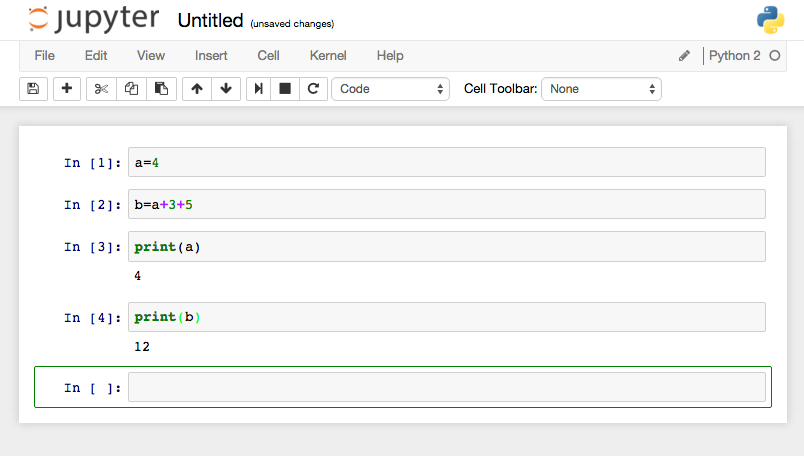 jupyter Untitled (unsaved changes)
File Edit View Insert Cell Kernel Help Python 2
Code Cell Toolbar: None
In [1]: a=4
In [2]: b=a+3+5
In [3]: print(a)
4
In [4]: print(b)
12
In [ ]: